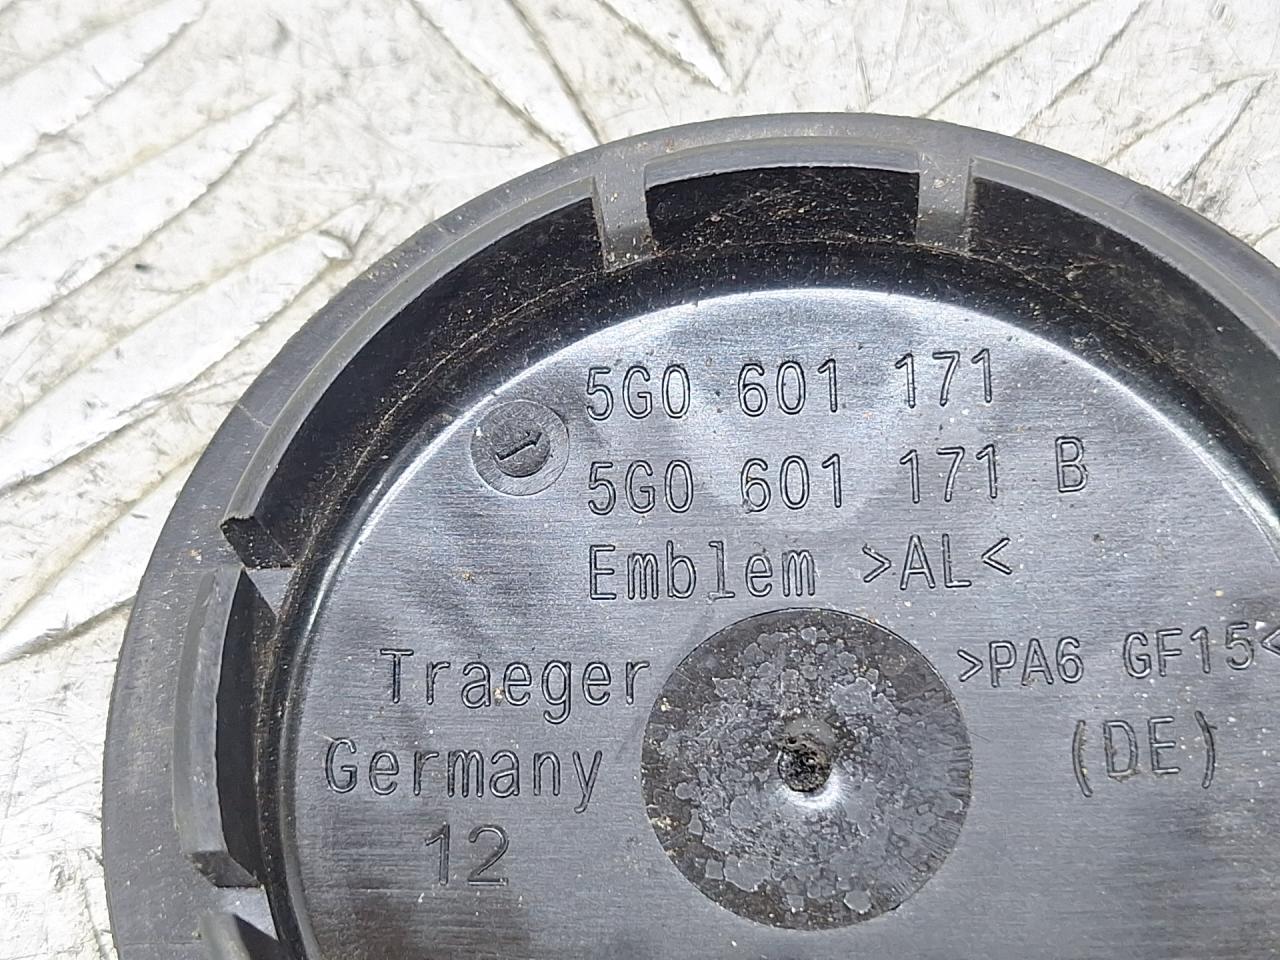 5G0 601 171
5G0 601 171 B
Emblem >AL<
Traeger
>PA6 GF15<
Germany
(DE)
12